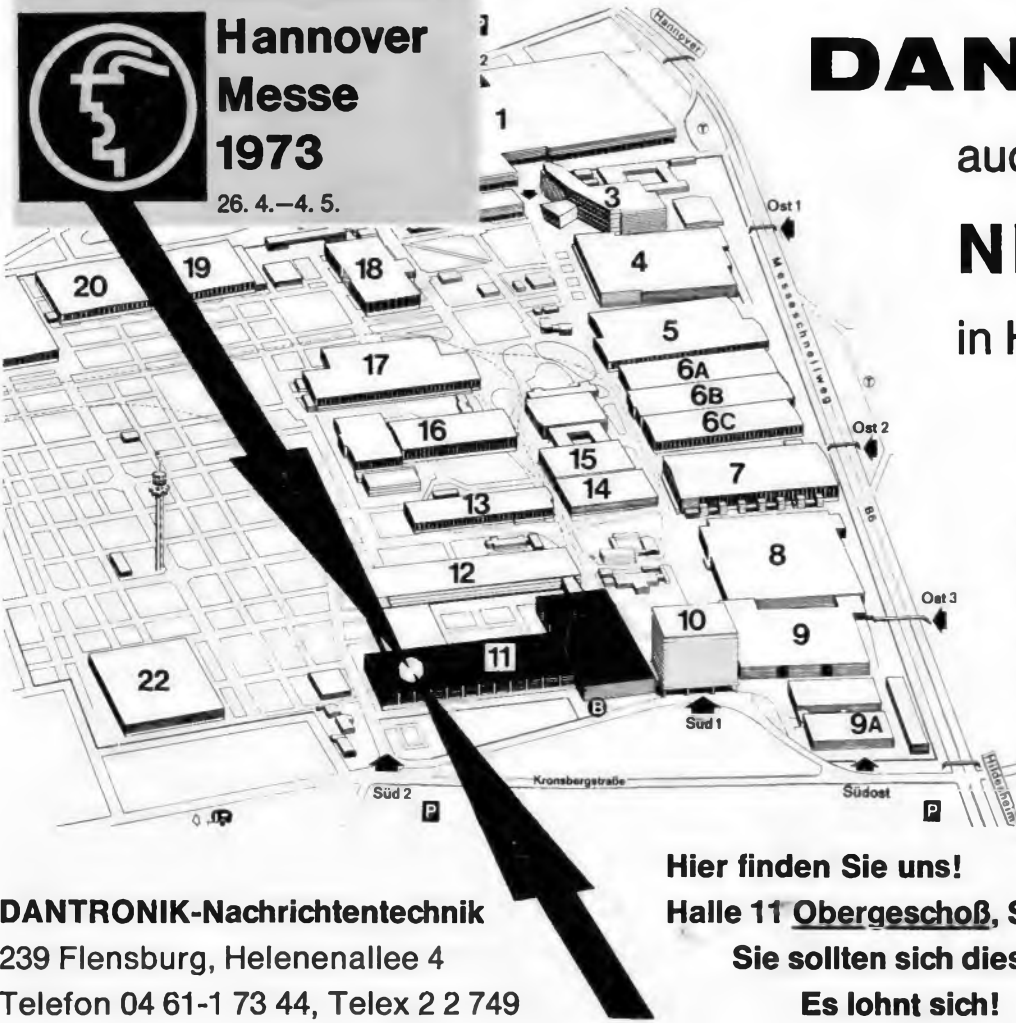 Hannover
Messe
1973
26. 4.–4. 5.
DAN
auc
in H
Hannover
1
2
3
4
5
6A
6B
6C
7
8
9
9A
10
11
12
13
14
15
16
17
18
19
20
22
Ost 1
Messeschnellweg
Ost 2
B6
Ost 3
B
Süd 1
Süd 2
Südost
Kronsbergstraße
Hildesheim
P
P
P
T
T
Hier finden Sie uns!
Halle 11 Obergeschoß, S
Sie sollten sich dies
Es lohnt sich!
DANTRONIK-Nachrichtentechnik
239 Flensburg, Helenenallee 4
Telefon 04 61-1 73 44, Telex 2 2 749